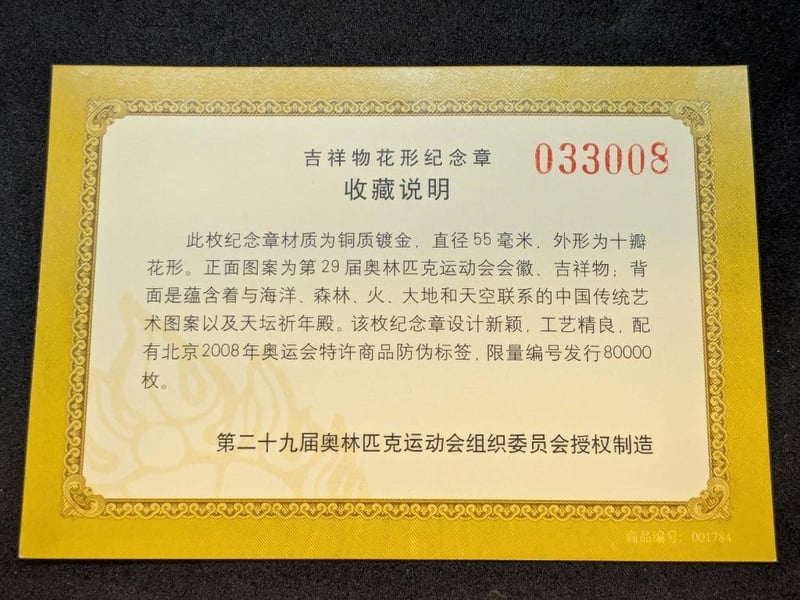 吉祥物花形纪念章
033008
收藏说明
此枚纪念章材质为铜质镀金，直径55毫米，外形为十瓣
花形。正面图案为第29届奥林匹克运动会会徽、吉祥物；背
面是蕴含着与海洋、森林、火、大地和天空联系的中国传统艺
术图案以及天坛祈年殿。该枚纪念章设计新颖，工艺精良，配
有北京2008年奥运会特许商品防伪标签，限量编号发行80000
枚。
第二十九届奥林匹克运动会组织委员会授权制造
商品编号：001784